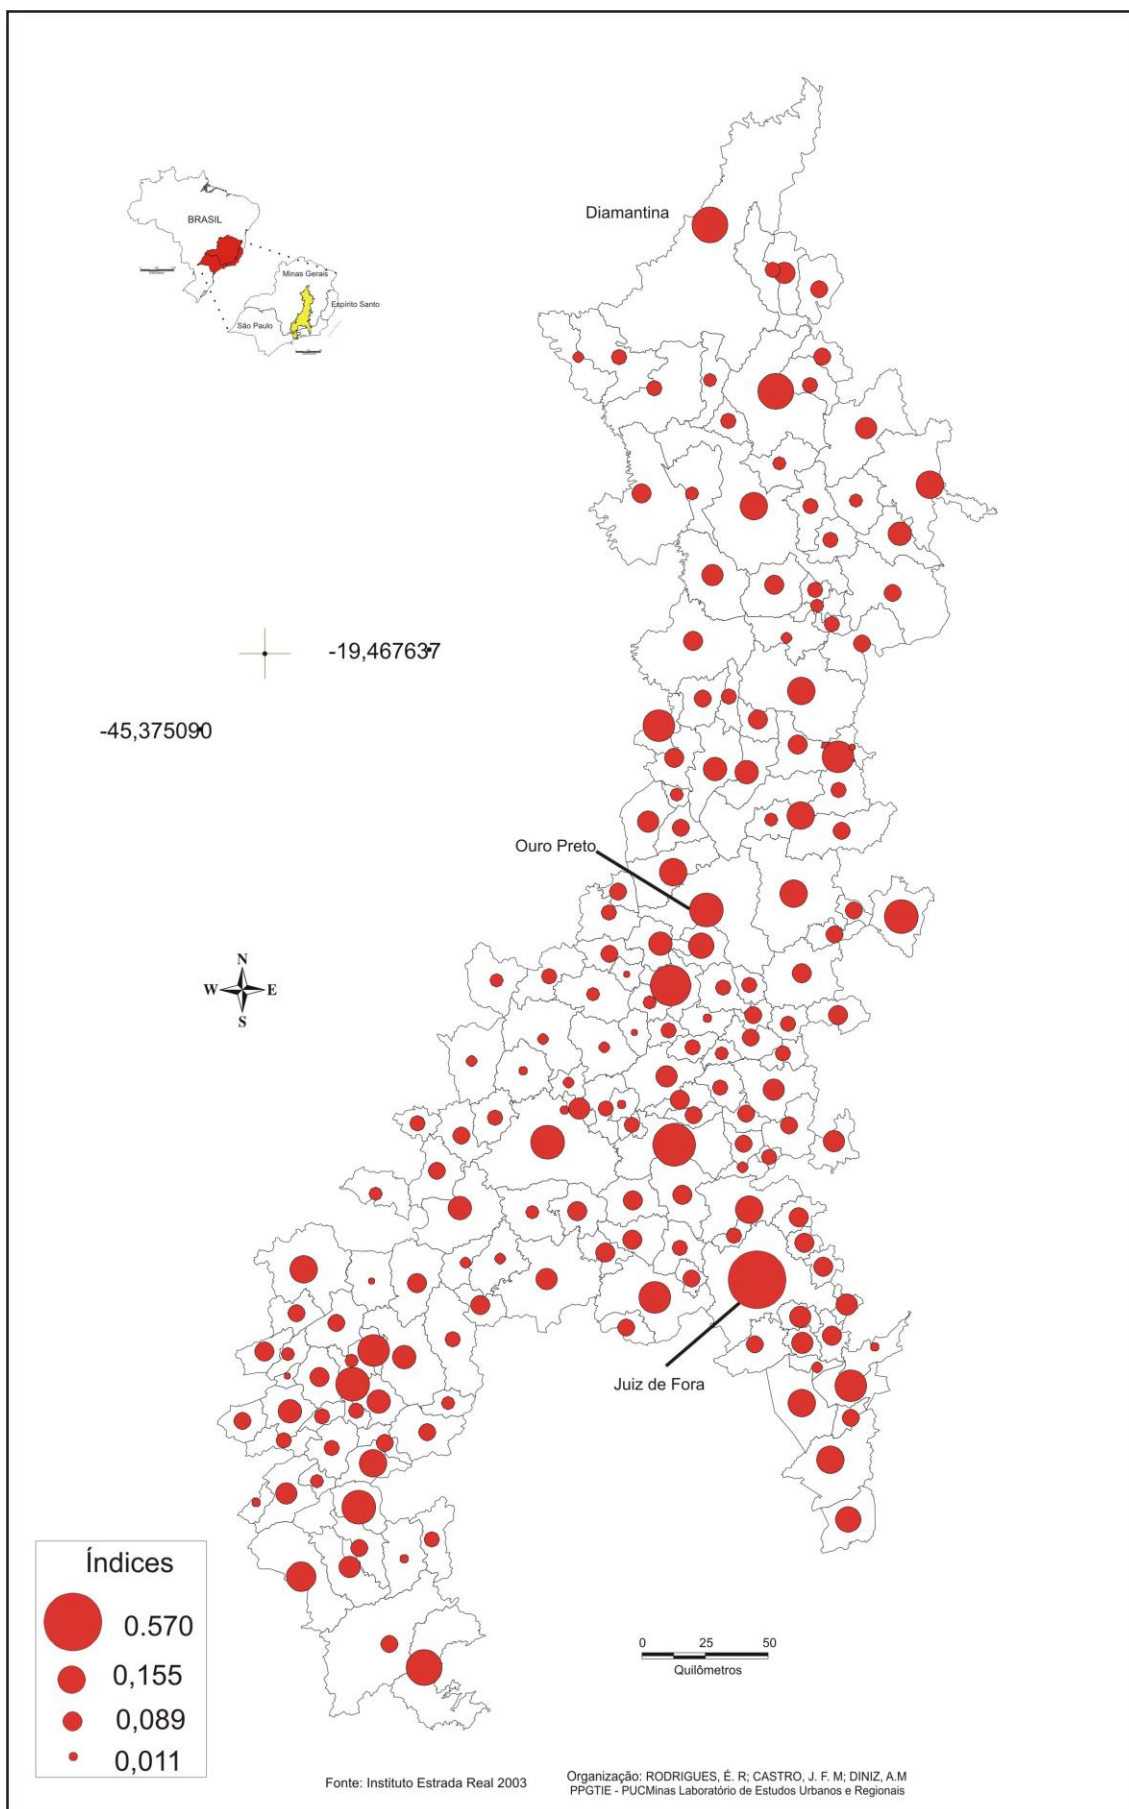 Diamantina
BRASIL
Minas Gerais
Espírito Santo
São Paulo
-19,467637
-45,375090
Ouro Preto
N
W E
S
Juiz de Fora
Índices
0.570
0,155
0,089
0,011
0 25 50
Quilômetros
Fonte: Instituto Estrada Real 2003
Organização: RODRIGUES, É. R; CASTRO, J. F. M; DINIZ, A.M
PPGTIE - PUCMinas Laboratório de Estudos Urbanos e Regionais